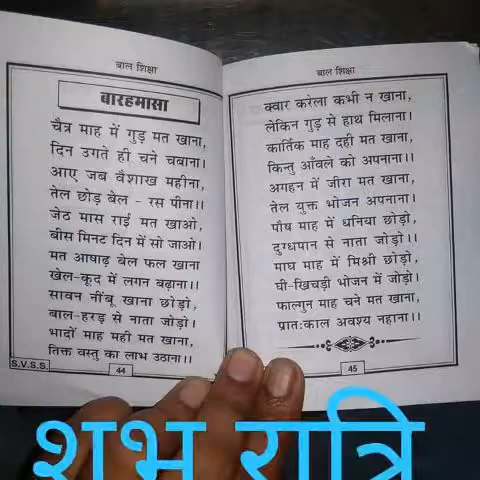 बाल शिक्षा
बारहमासा
चैत्र माह में गुड़ मत खाना,
दिन उगते ही चने चबाना।
आए जब वैशाख महीना,
तेल छोड़ बेल - रस पीना।।
जेठ मास राई मत खाओ,
बीस मिनट दिन में सो जाओ।
मत आषाढ़ बेल फल खाना
खेल-कूद में लगन बढ़ाना।।
सावन नींबू खाना छोड़ो,
बाल-हरड़ से नाता जोड़ो।
भादों माह मही मत खाना,
तिक्त वस्तु का लाभ उठाना।।
S.V.S.S.
44
बाल शिक्षा
क्वार करेला कभी न खाना,
लेकिन गुड़ से हाथ मिलाना।
कार्तिक माह दही मत खाना,
किन्तु आँवले को अपनाना।।
अगहन में जीरा मत खाना,
तेल युक्त भोजन अपनाना।
पौष माह में धनिया छोड़ो,
दुग्धपान से नाता जोड़ो।।
माघ माह में मिश्री छोड़ो,
घी-खिचड़ी भोजन में जोड़ो।
फाल्गुन माह चने मत खाना,
प्रात:काल अवश्य नहाना।।
45
शुभ रात्रि